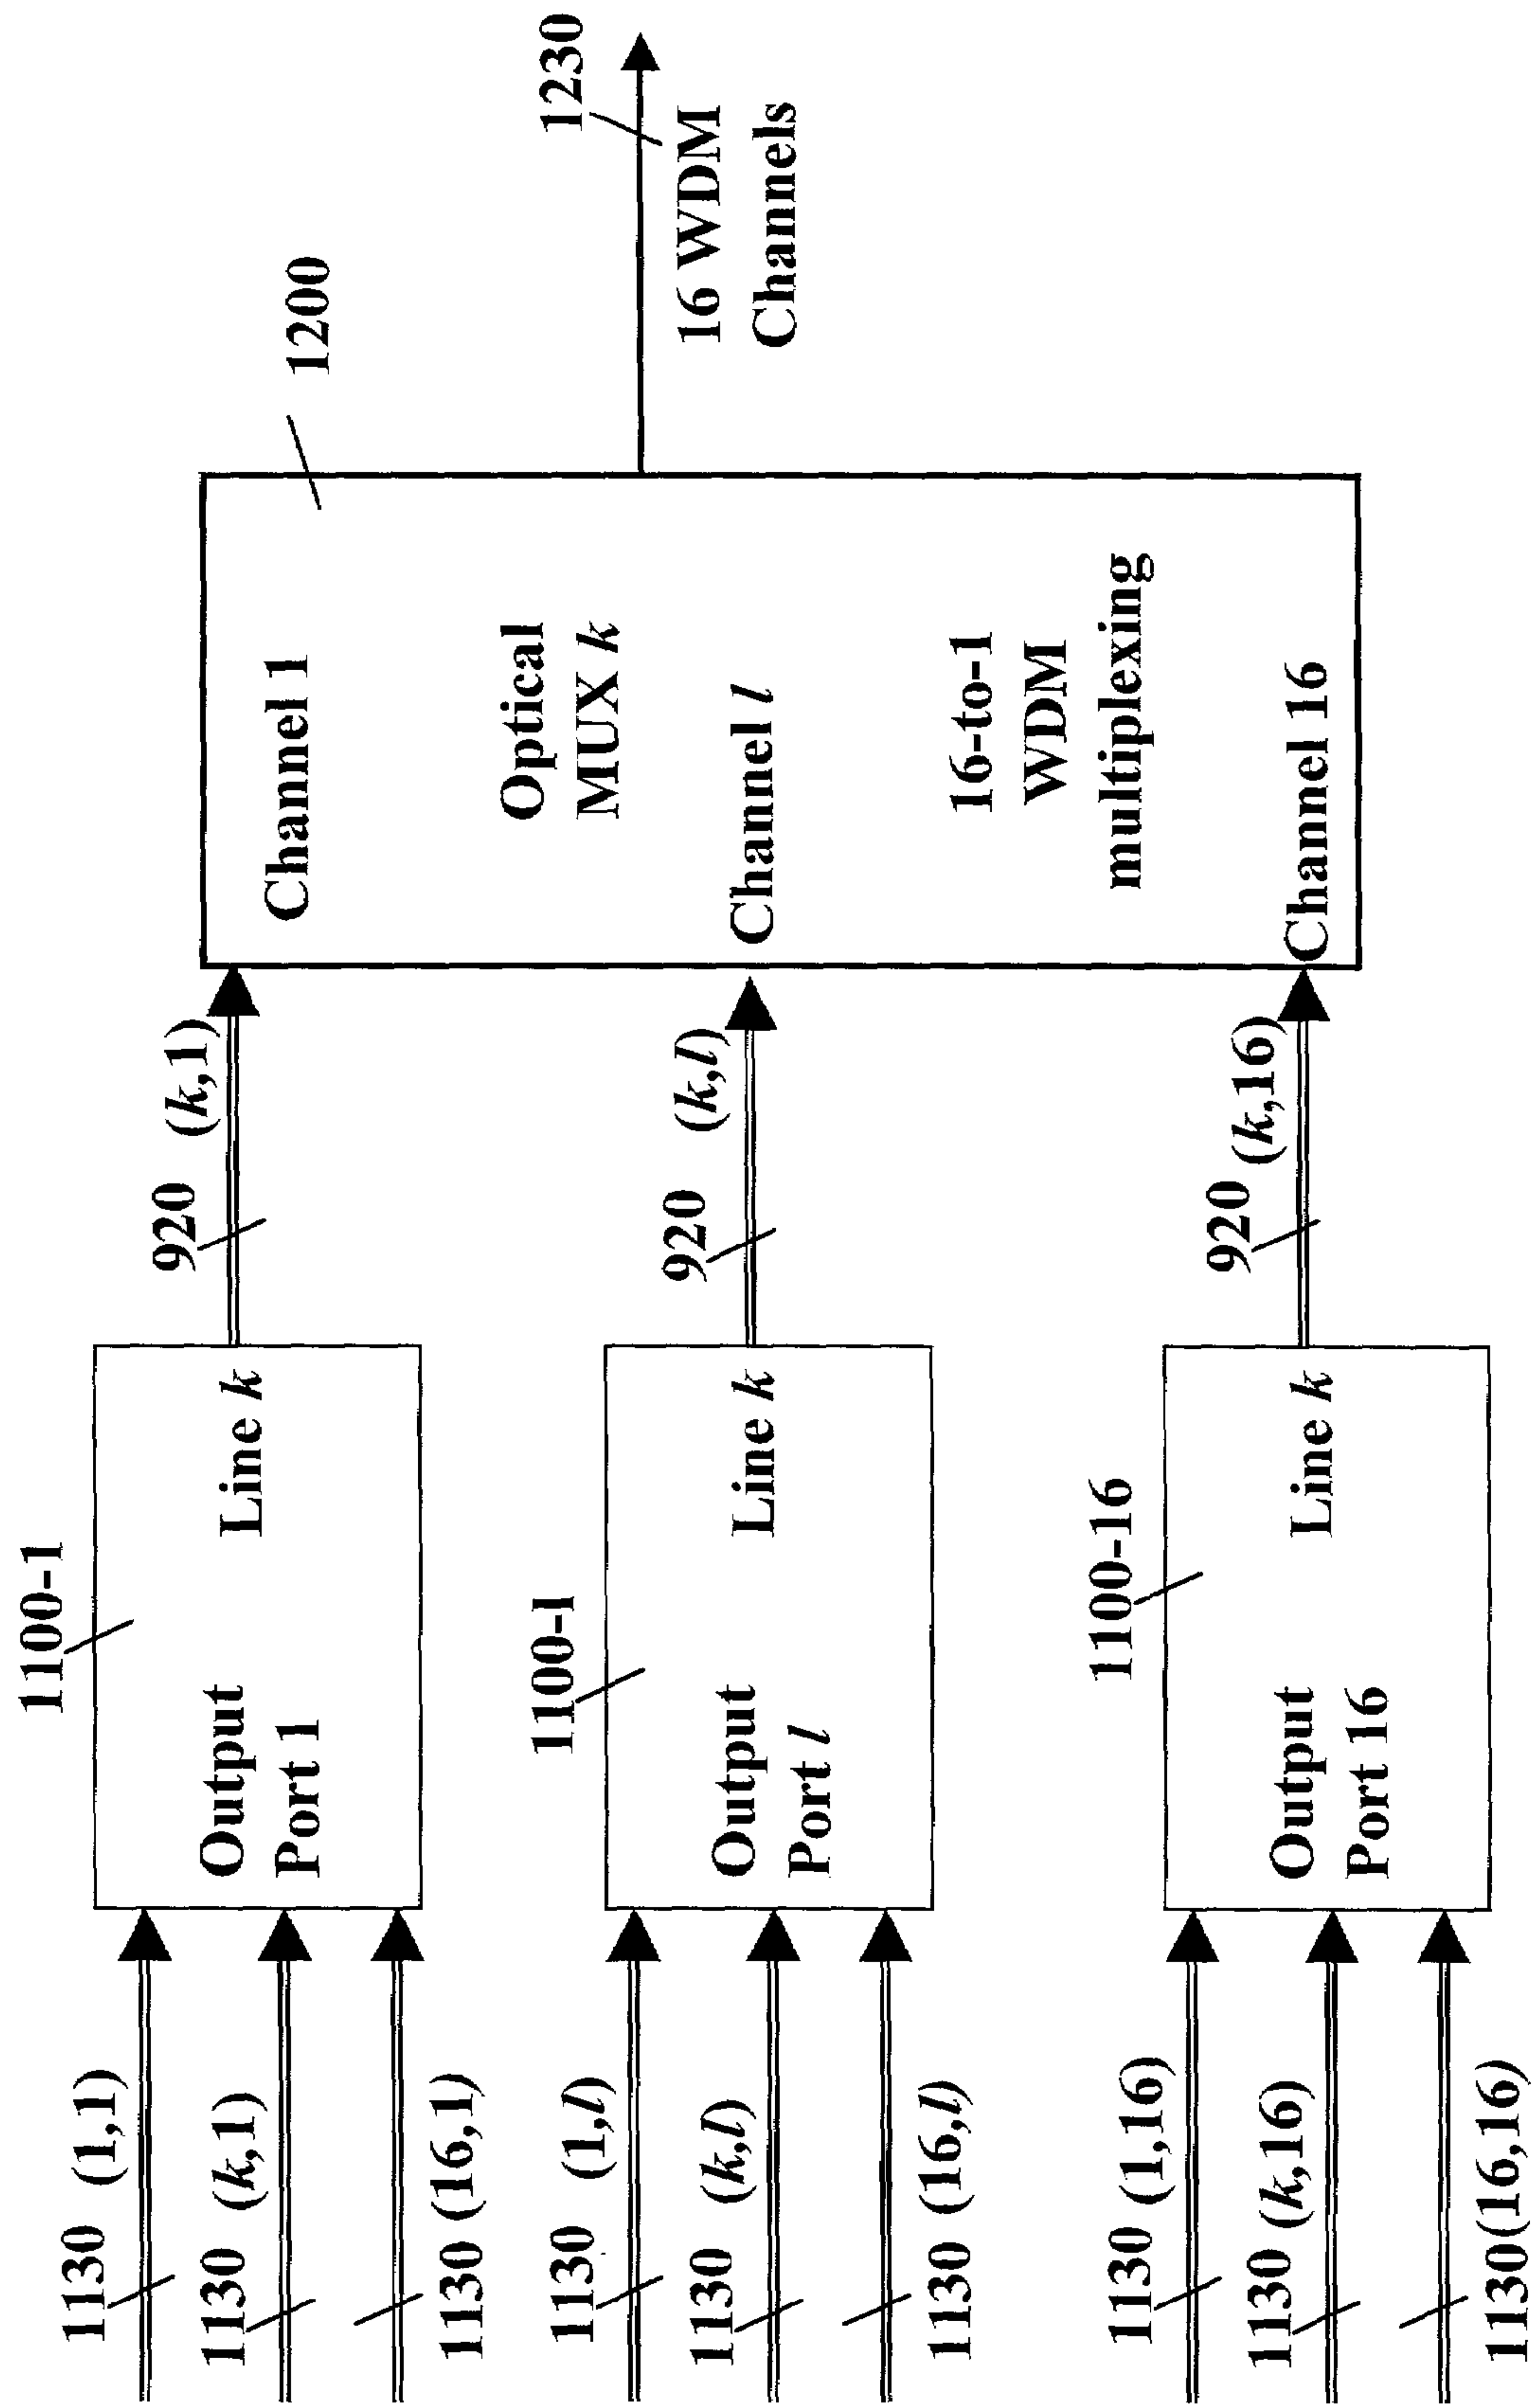 1130 (1,1)
1130 (k,1)
1130 (16,1)
1100-1
Output
Port 1
Line k
920 (k,1)
1130 (1,l)
1130 (k,l)
1130 (16,l)
1100-l
Output
Port l
Line k
920 (k,l)
1130 (1,16)
1130 (k,16)
1130(16,16)
1100-16
Output
Port 16
Line k
920 (k,16)
1200
Channel 1
Optical
MUX k
Channel l
16-to-1
WDM
multiplexing
Channel 16
1230
16 WDM
Channels